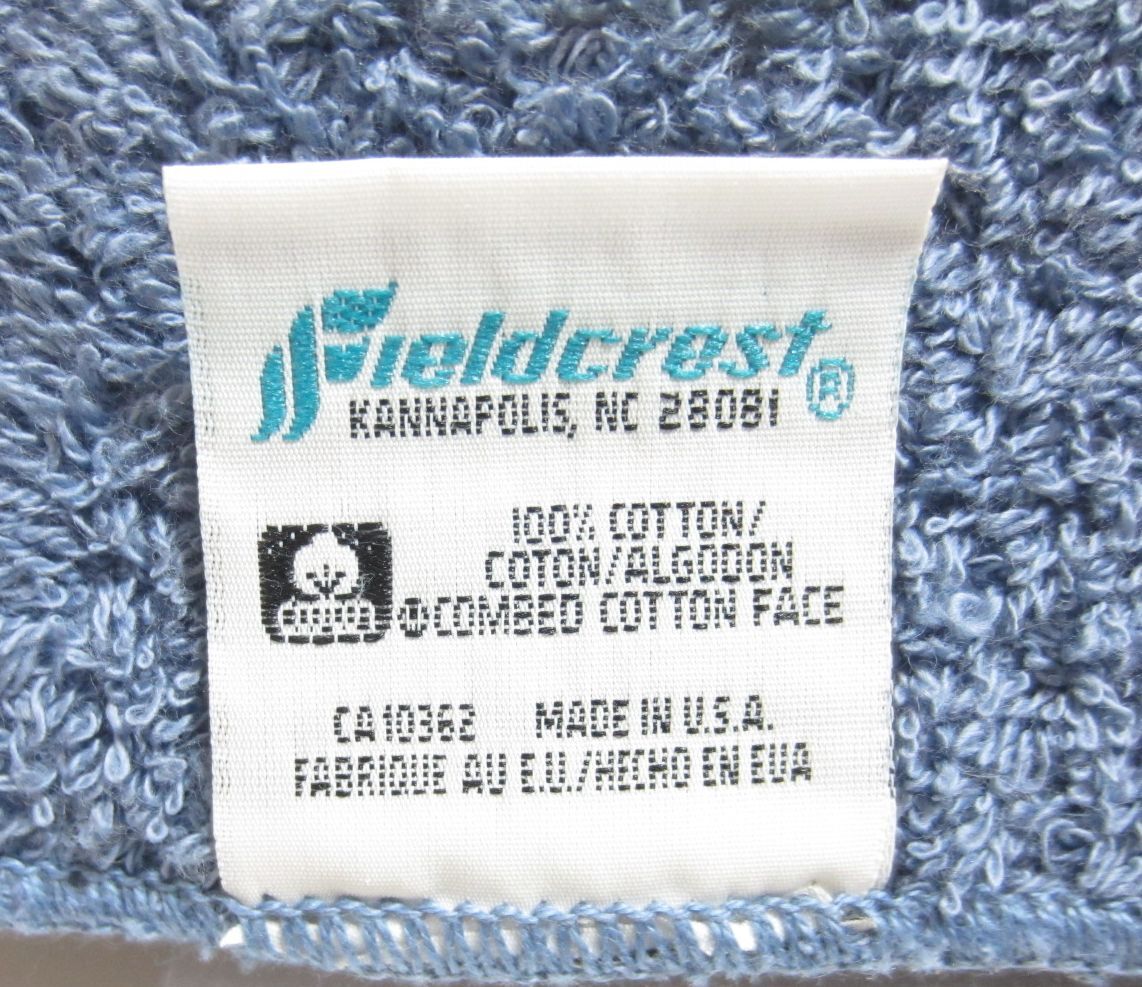 Fieldcrest®
KANNAPOLIS, NC 28081
100% COTTON/
COTON/ALGODON
COMBED COTTON FACE
CA10362 MADE IN U.S.A.
FABRIQUE AU E.U./HECHO EN EUA